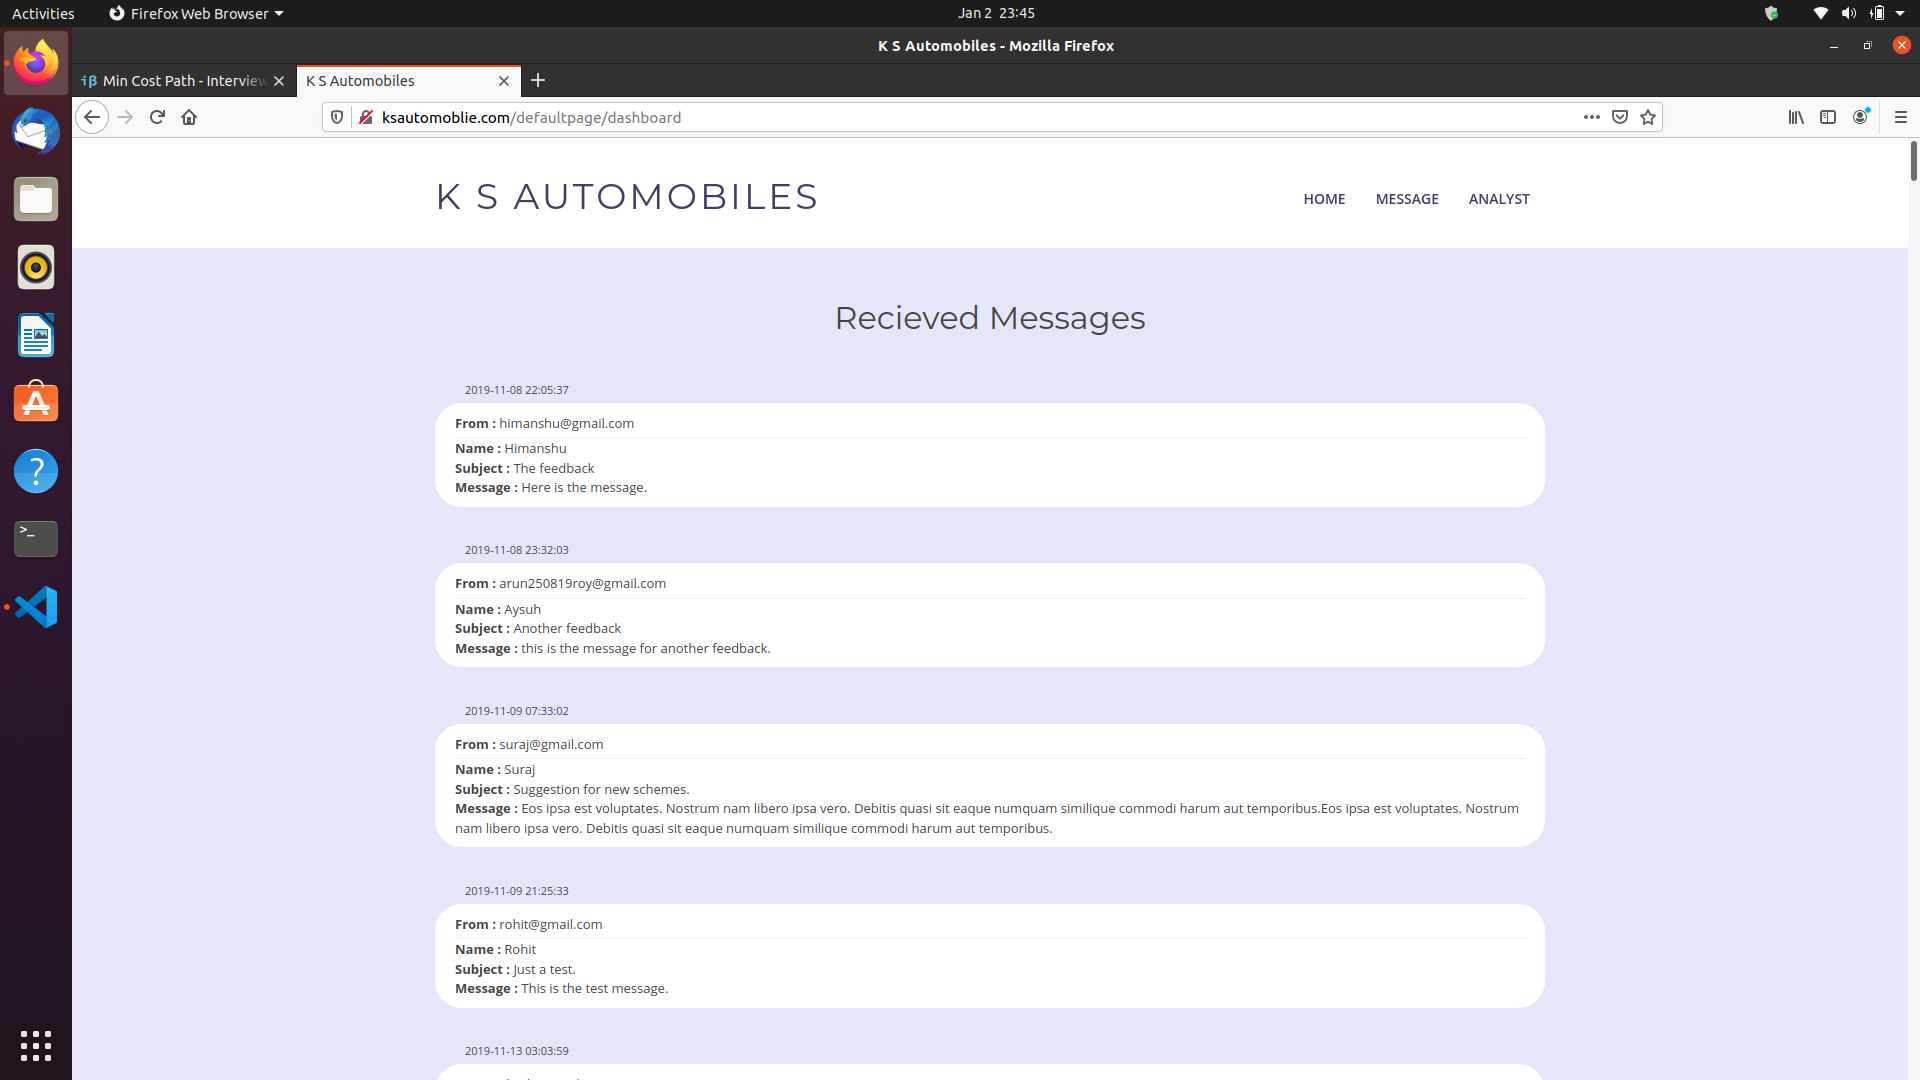 Activities
Firefox Web Browser
Jan 2 23:45
K S Automobiles - Mozilla Firefox
Min Cost Path - Interview
K S Automobiles
ksautomoblie.com/defaultpage/dashboard
K S AUTOMOBILES
HOME
MESSAGE
ANALYST
Recieved Messages
2019-11-08 22:05:37
From : himanshu@gmail.com
Name : Himanshu
Subject : The feedback
Message : Here is the message.
2019-11-08 23:32:03
From : arun250819roy@gmail.com
Name : Aysuh
Subject : Another feedback
Message : this is the message for another feedback.
2019-11-09 07:33:02
From : suraj@gmail.com
Name : Suraj
Subject : Suggestion for new schemes.
Message : Eos ipsa est voluptates. Nostrum nam libero ipsa vero. Debitis quasi sit eaque numquam similique commodi harum aut temporibus.Eos ipsa est voluptates. Nostrum
nam libero ipsa vero. Debitis quasi sit eaque numquam similique commodi harum aut temporibus.
2019-11-09 21:25:33
From : rohit@gmail.com
Name : Rohit
Subject : Just a test.
Message : This is the test message.
2019-11-13 03:03:59